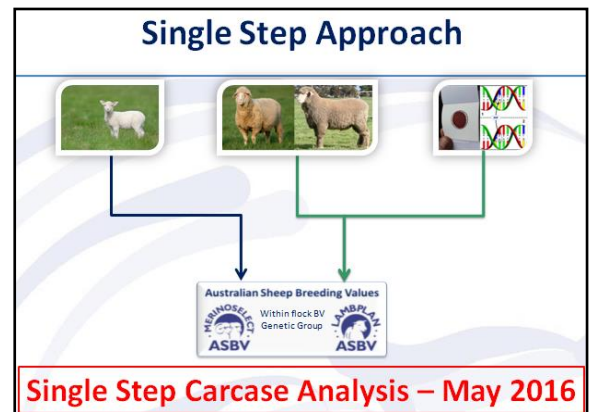 Single Step Approach
Australian Sheep Breeding Values
MERINOSELECT
ASBV
Within flock BV
Genetic Group
LAMBPLAN
ASBV
Single Step Carcase Analysis – May 2016